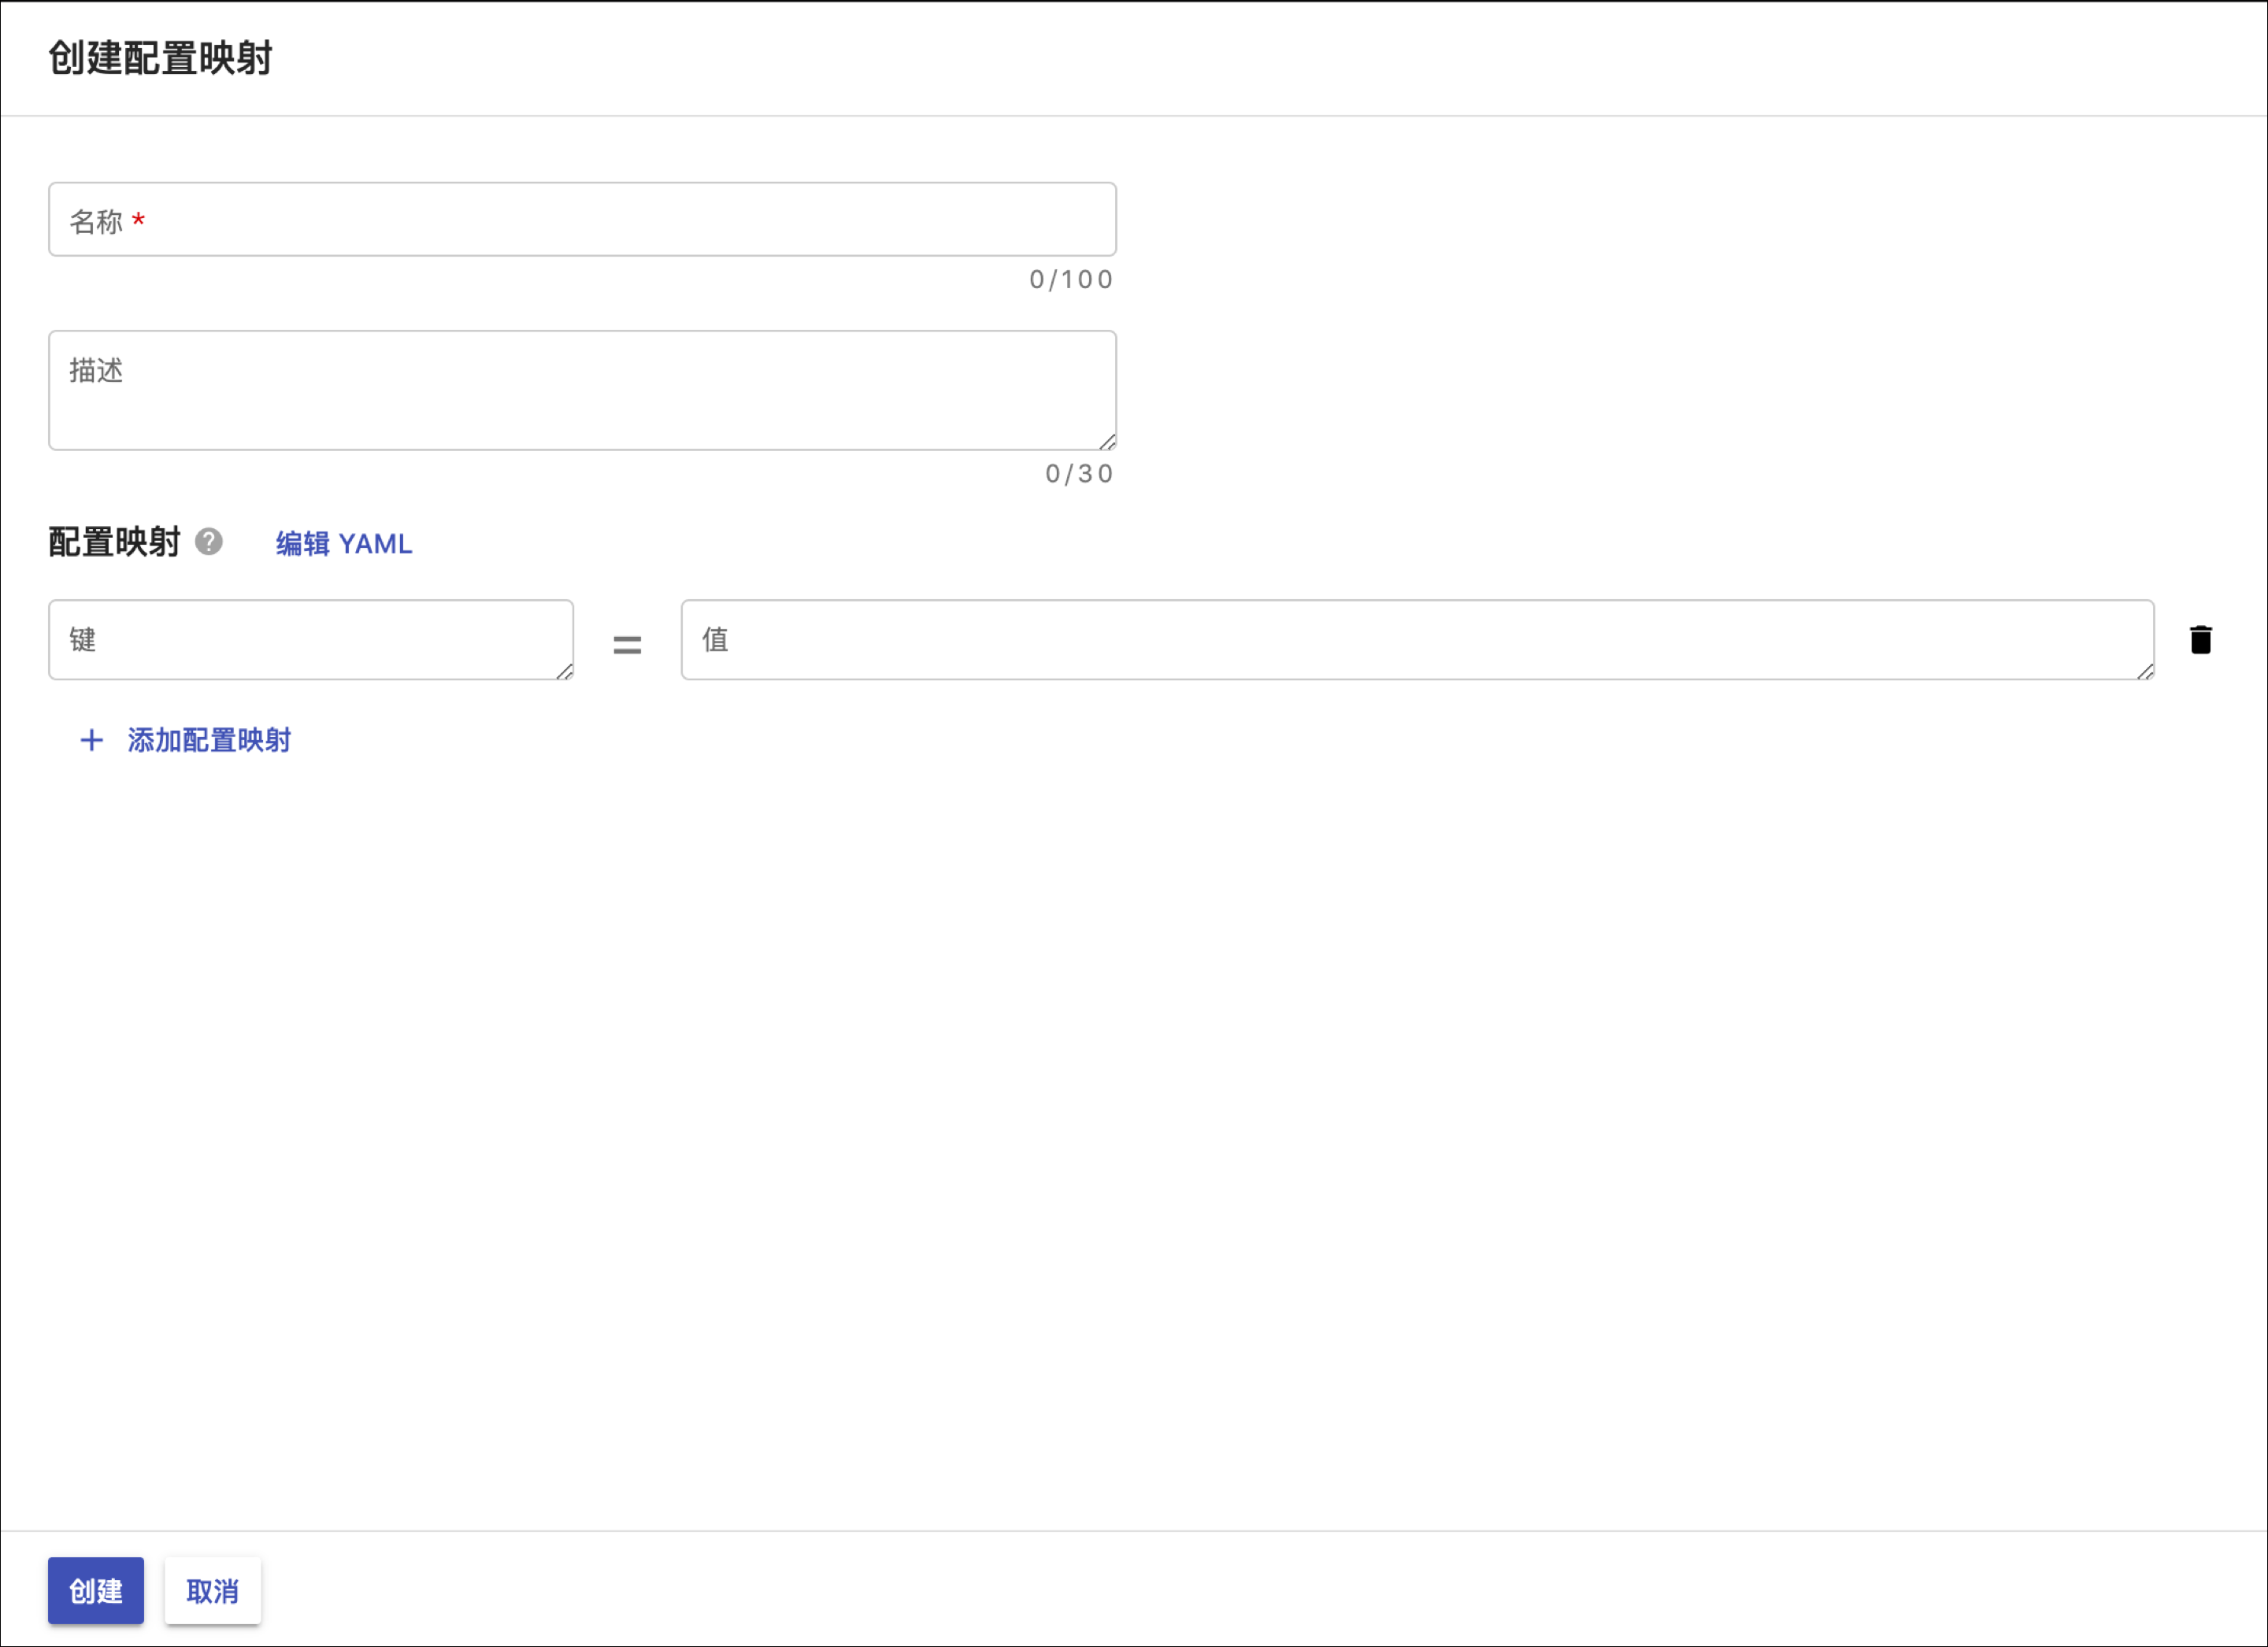 创建配置映射
名称 *
0/100
描述
0/30
配置映射 ? 编辑 YAML
键 = 值
+ 添加配置映射
创建 取消